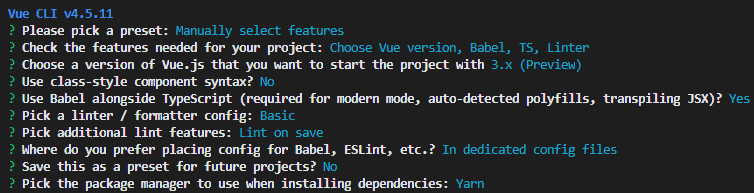 Vue CLI v4.5.11
? Please pick a preset: Manually select features
? Check the features needed for your project: Choose Vue version, Babel, TS, Linter
? Choose a version of Vue.js that you want to start the project with 3.x (Preview)
? Use class-style component syntax? No
? Use Babel alongside TypeScript (required for modern mode, auto-detected polyfills, transpiling JSX)? Yes
? Pick a linter / formatter config: Basic
? Pick additional lint features: Lint on save
? Where do you prefer placing config for Babel, ESLint, etc.? In dedicated config files
? Save this as a preset for future projects? No
? Pick the package manager to use when installing dependencies: Yarn